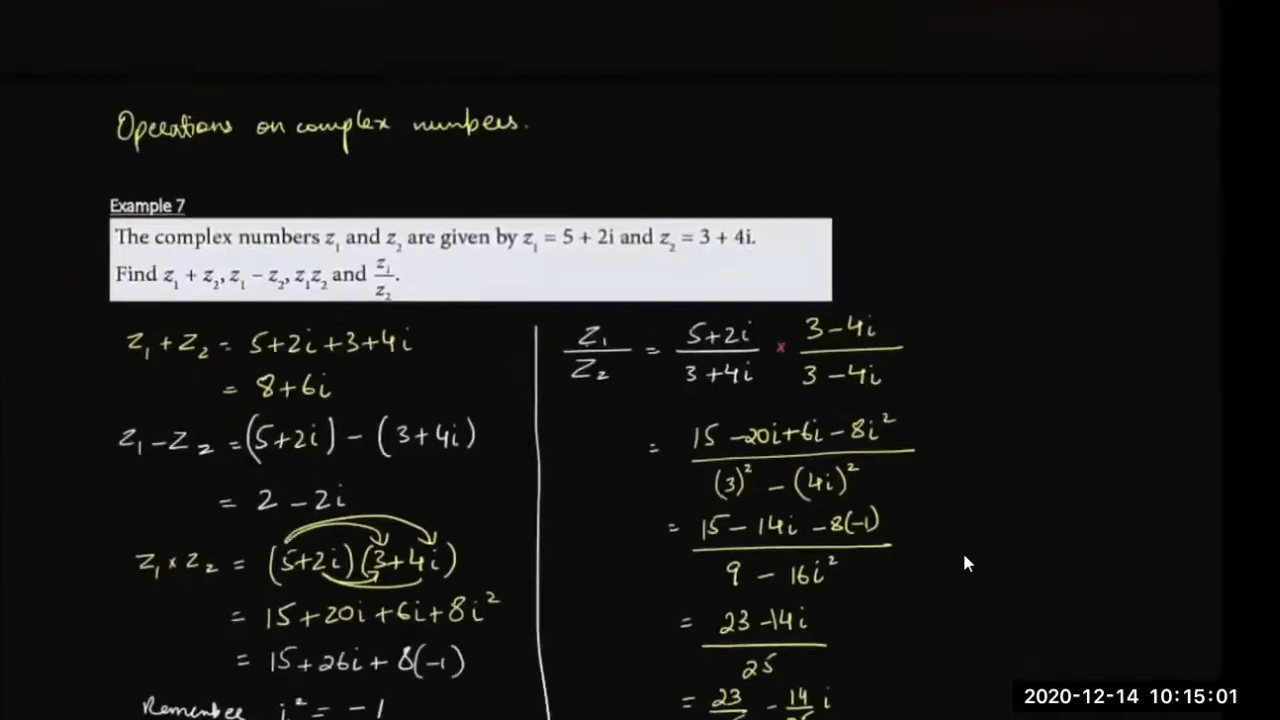 Operations on complex numbers.
Example 7
The complex numbers z₁ and z₂ are given by z₁ = 5 + 2i and z₂ = 3 + 4i.
Find z₁ + z₂, z₁ − z₂, z₁z₂ and z₁/z₂.
z₁ + z₂ = 5+2i+3+4i
= 8+6i
z₁ − z₂ = (5+2i) − (3+4i)
= 2 − 2i
z₁ × z₂ = (5+2i)(3+4i)
= 15+20i+6i+8i²
= 15+26i+8(-1)
Remember i² = −1
z₁/z₂ = (5+2i)/(3+4i) × (3−4i)/(3−4i)
= (15 −20i+6i −8i²)/((3)² − (4i)²)
= (15 − 14i − 8(-1))/(9 − 16i²)
= (23 −14i)/25
= 23/ − 14/ i
2020-12-14 10:15:01